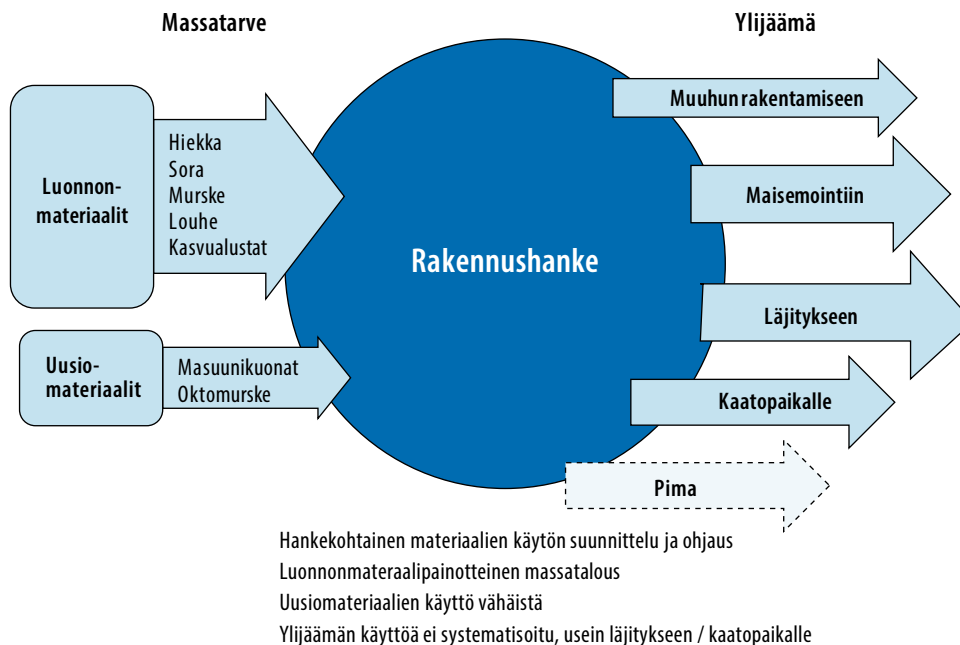 Massatarve
Ylijäämä
Luonnon-
materiaalit
Hiekka
Sora
Murske
Louhe
Kasvualustat
Uusio-
materiaalit
Masuunikuonat
Oktomurske
Rakennushanke
Muuhun rakentamiseen
Maisemointiin
Läjitykseen
Kaatopaikalle
Pima
Hankekohtainen materiaalien käytön suunnittelu ja ohjaus
Luonnonmateraalipainotteinen massatalous
Uusiomateriaalien käyttö vähäistä
Ylijäämän käyttöä ei systematisoitu, usein läjitykseen / kaatopaikalle